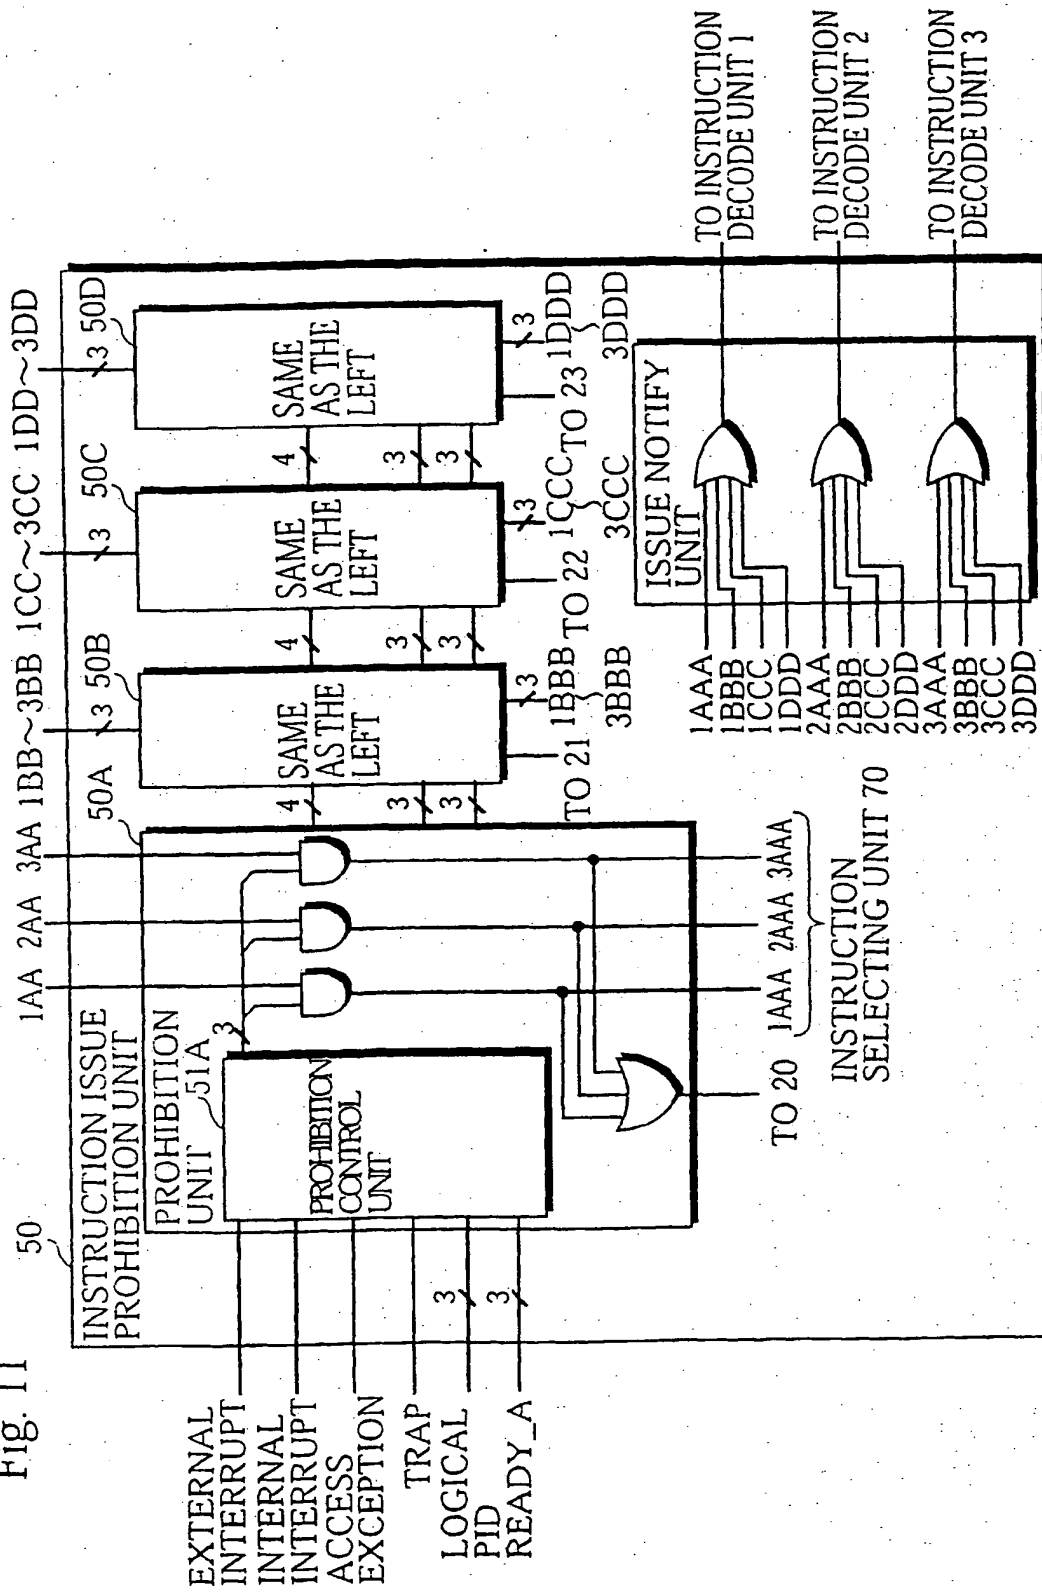 Fig. 11
50
INSTRUCTION ISSUE
PROHIBITION UNIT
1AA
2AA
3AA
1BB~3BB
1CC~3CC
1DD~3DD
50A
50B
50C
50D
3
3
3
PROHIBITION
UNIT
51A
3
PROHIBITION
CONTROL
UNIT
EXTERNAL
INTERRUPT
INTERNAL
INTERRUPT
ACCESS
EXCEPTION
TRAP
LOGICAL
PID
READY_A
3
3
SAME
AS THE
LEFT
SAME
AS THE
LEFT
SAME
AS THE
LEFT
4
3
3
4
3
3
4
3
3
TO 20
1AAA
2AAA
3AAA
INSTRUCTION
SELECTING UNIT 70
TO 21
3
1BBB
~
3BBB
TO 22
3
1CCC
~
3CCC
TO 23
3
1DDD
~
3DDD
ISSUE NOTIFY
UNIT
1AAA
1BBB
1CCC
1DDD
2AAA
2BBB
2CCC
2DDD
3AAA
3BBB
3CCC
3DDD
TO INSTRUCTION
DECODE UNIT 1
TO INSTRUCTION
DECODE UNIT 2
TO INSTRUCTION
DECODE UNIT 3